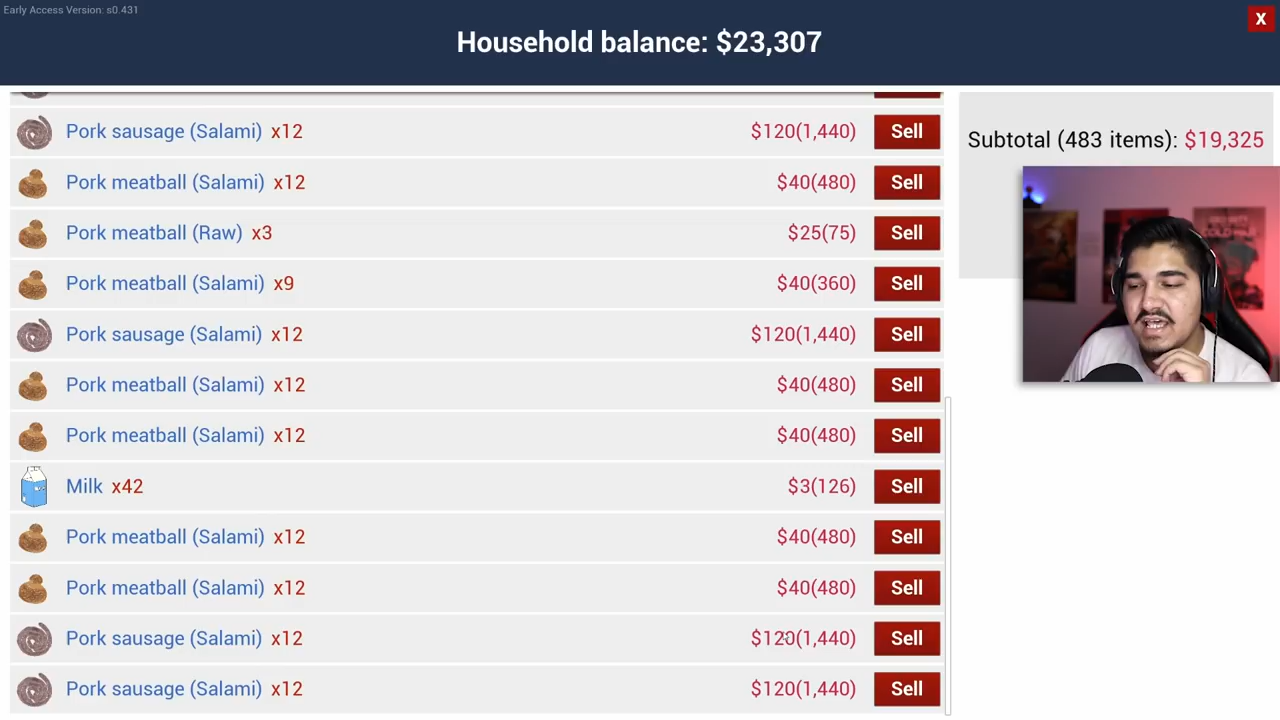 Early Access Version: s0.431
X
Household balance: $23,307
Pork sausage (Salami) x12 $120(1,440) Sell
Subtotal (483 items): $19,325
Pork meatball (Salami) x12 $40(480) Sell
Pork meatball (Raw) x3 $25(75) Sell
Pork meatball (Salami) x9 $40(360) Sell
Pork sausage (Salami) x12 $120(1,440) Sell
Pork meatball (Salami) x12 $40(480) Sell
Pork meatball (Salami) x12 $40(480) Sell
Milk x42 $3(126) Sell
Pork meatball (Salami) x12 $40(480) Sell
Pork meatball (Salami) x12 $40(480) Sell
Pork sausage (Salami) x12 $120(1,440) Sell
Pork sausage (Salami) x12 $120(1,440) Sell